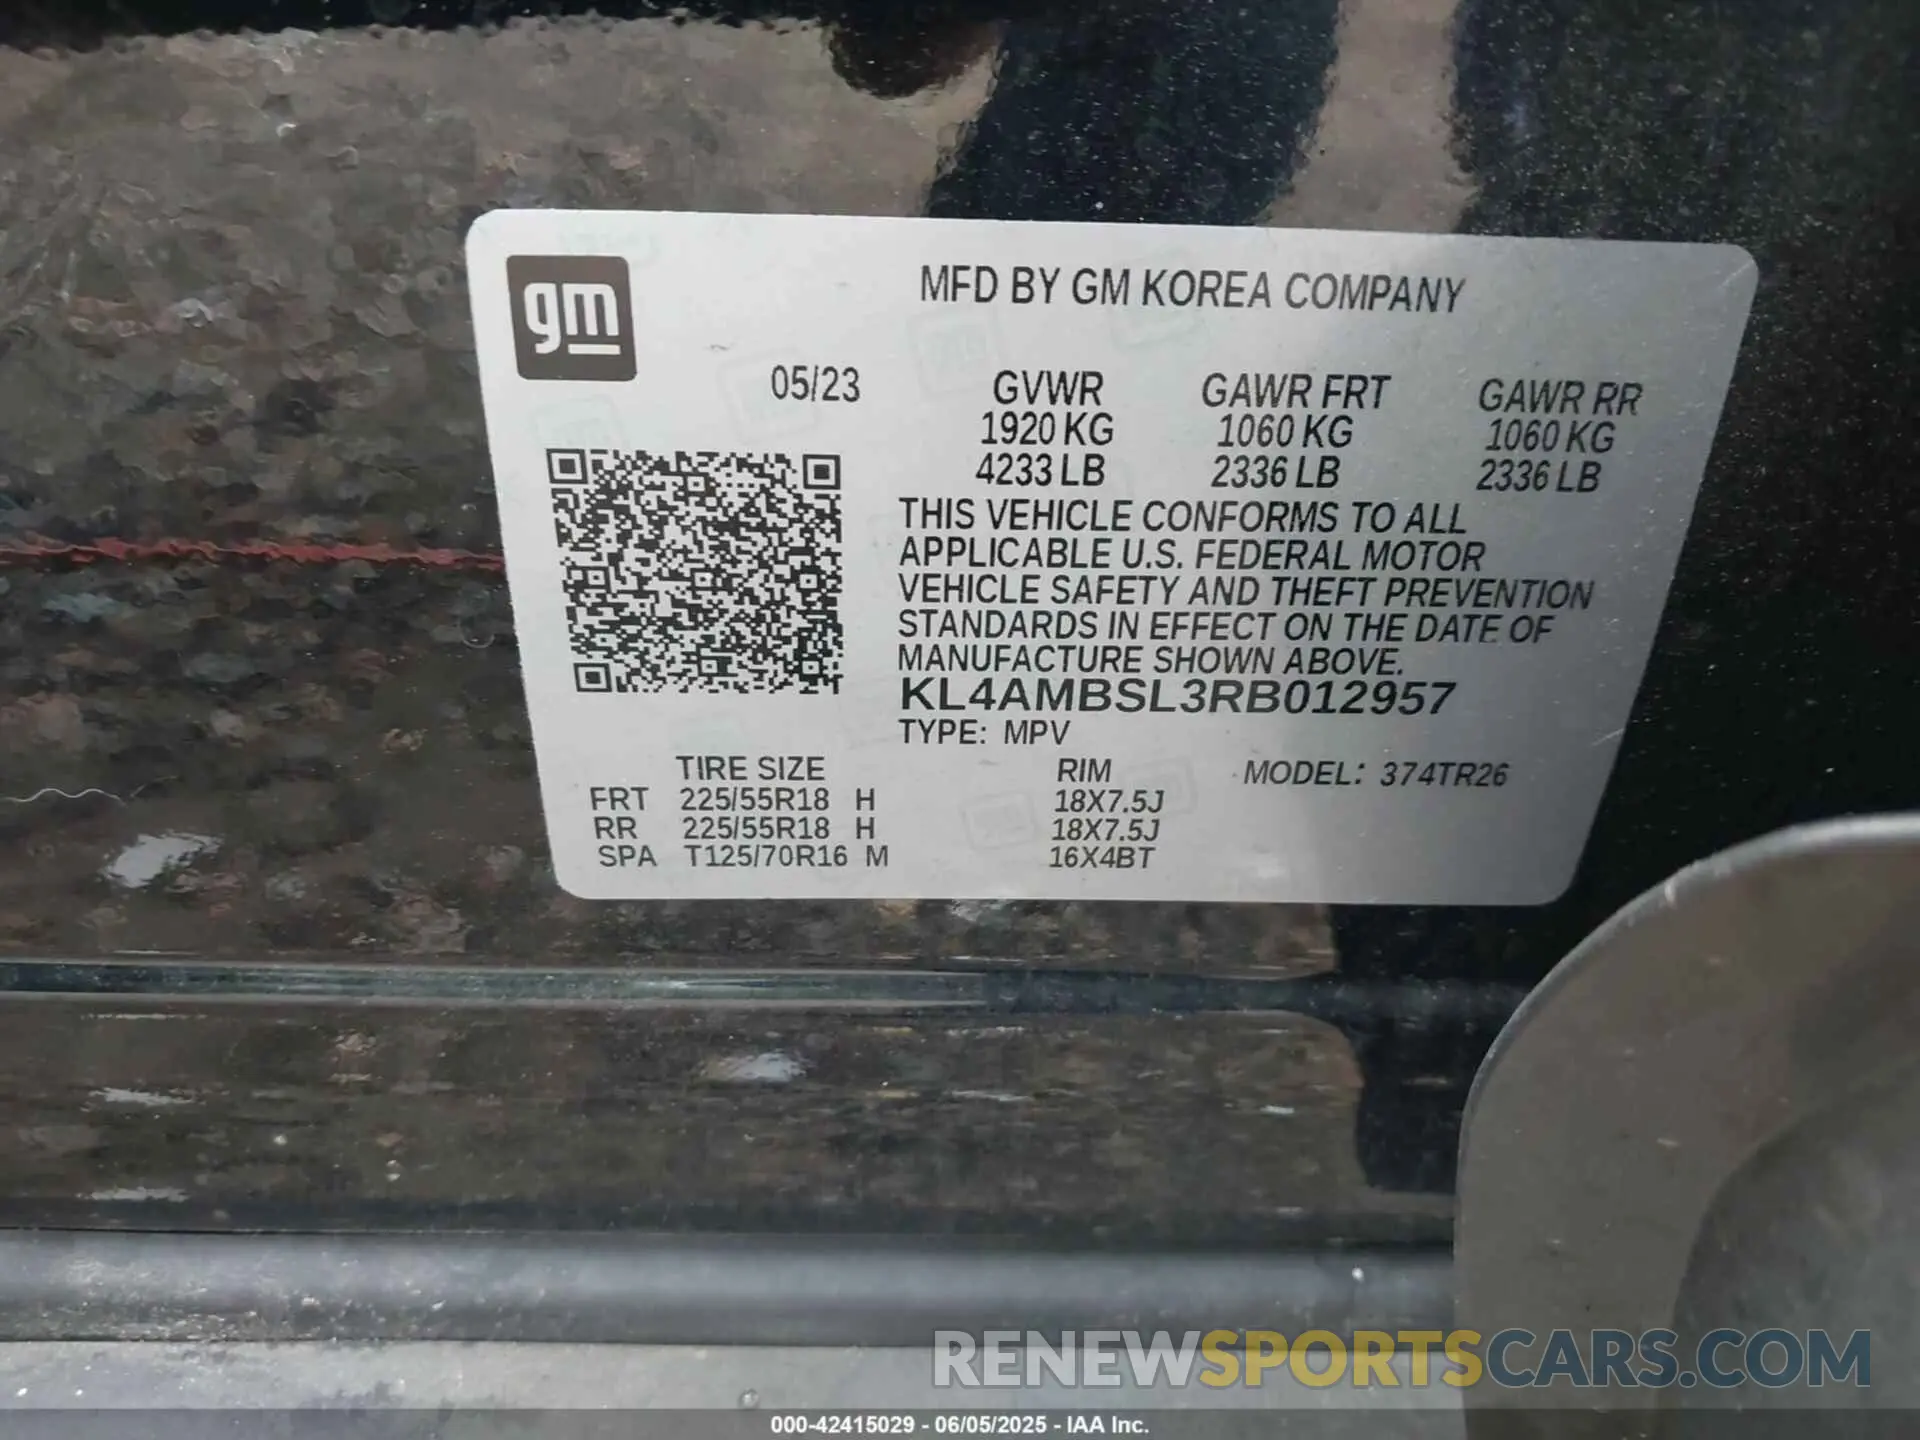 gm
MFD BY GM KOREA COMPANY
05/23 GVWR GAWR FRT GAWR RR
1920 KG 1060 KG 1060 KG
4233 LB 2336 LB 2336 LB
THIS VEHICLE CONFORMS TO ALL
APPLICABLE U.S. FEDERAL MOTOR
VEHICLE SAFETY AND THEFT PREVENTION
STANDARDS IN EFFECT ON THE DATE OF
MANUFACTURE SHOWN ABOVE.
KL4AMBSL3RB012957
TYPE: MPV
TIRE SIZE RIM MODEL: 374TR26
FRT 225/55R18 H 18X7.5J
RR 225/55R18 H 18X7.5J
SPA T125/70R16 M 16X4BT
RENEWSPORTSCARS.COM
000-42415029 - 06/05/2025 - IAA Inc.